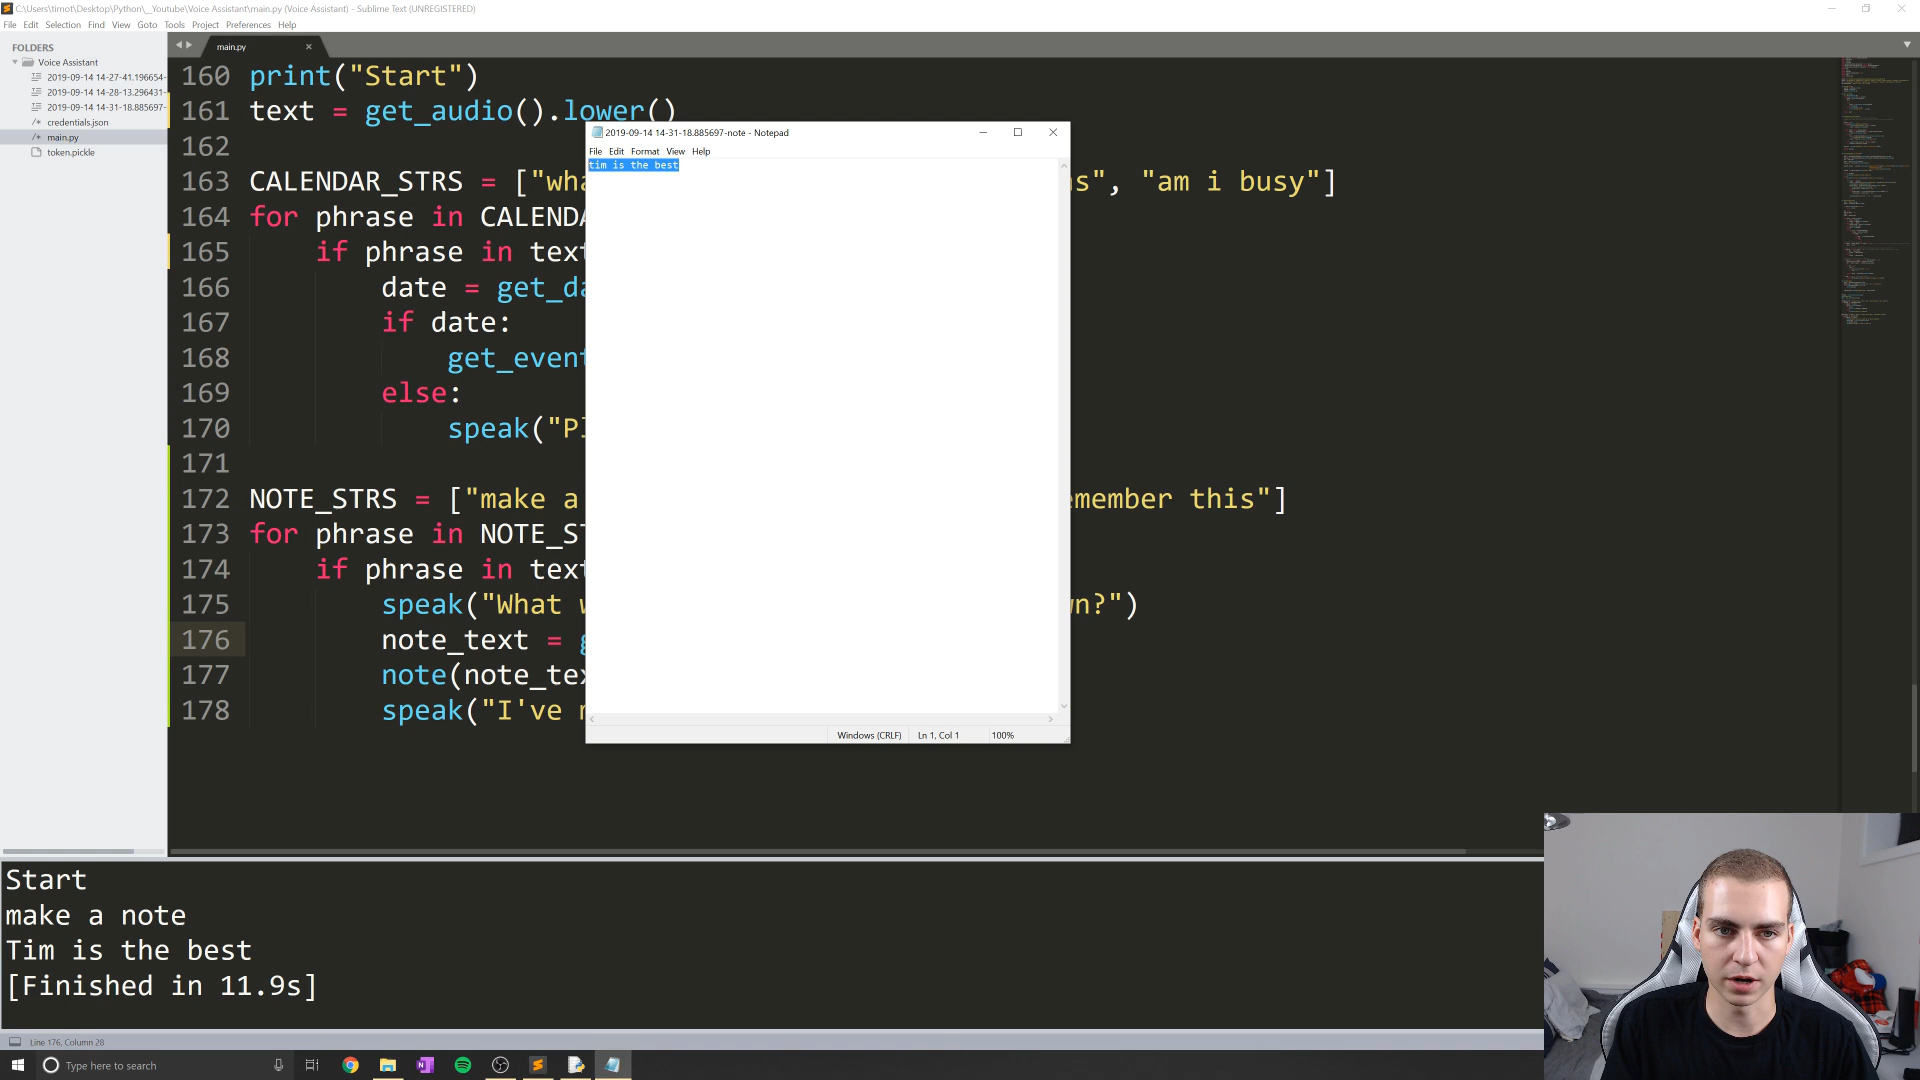 C:\Users\timot\Desktop\Python\__Youtube\Voice Assistant\main.py (Voice Assistant) - Sublime Text (UNREGISTERED)
File Edit Selection Find View Goto Tools Project Preferences Help
FOLDERS
Voice Assistant
2019-09-14 14-27-41.196654-
2019-09-14 14-28-13.296431-
2019-09-14 14-31-18.885697-
credentials.json
main.py
token.pickle
main.py
160 print("Start")
161 text = get_audio().lower()
162
163 CALENDAR_STRS = ["wha s", "am i busy"]
164 for phrase in CALENDA
165 if phrase in text
166 date = get_da
167 if date:
168 get_event
169 else:
170 speak("Pl
171
172 NOTE_STRS = ["make a emember this"]
173 for phrase in NOTE_ST
174 if phrase in text
175 speak("What w wn?")
176 note_text = g
177 note(note_tex
178 speak("I've m
2019-09-14 14-31-18.885697-note - Notepad
File Edit Format View Help
tim is the best
Windows (CRLF) Ln 1, Col 1 100%
Start
make a note
Tim is the best
[Finished in 11.9s]
Line 176, Column 28
Type here to search